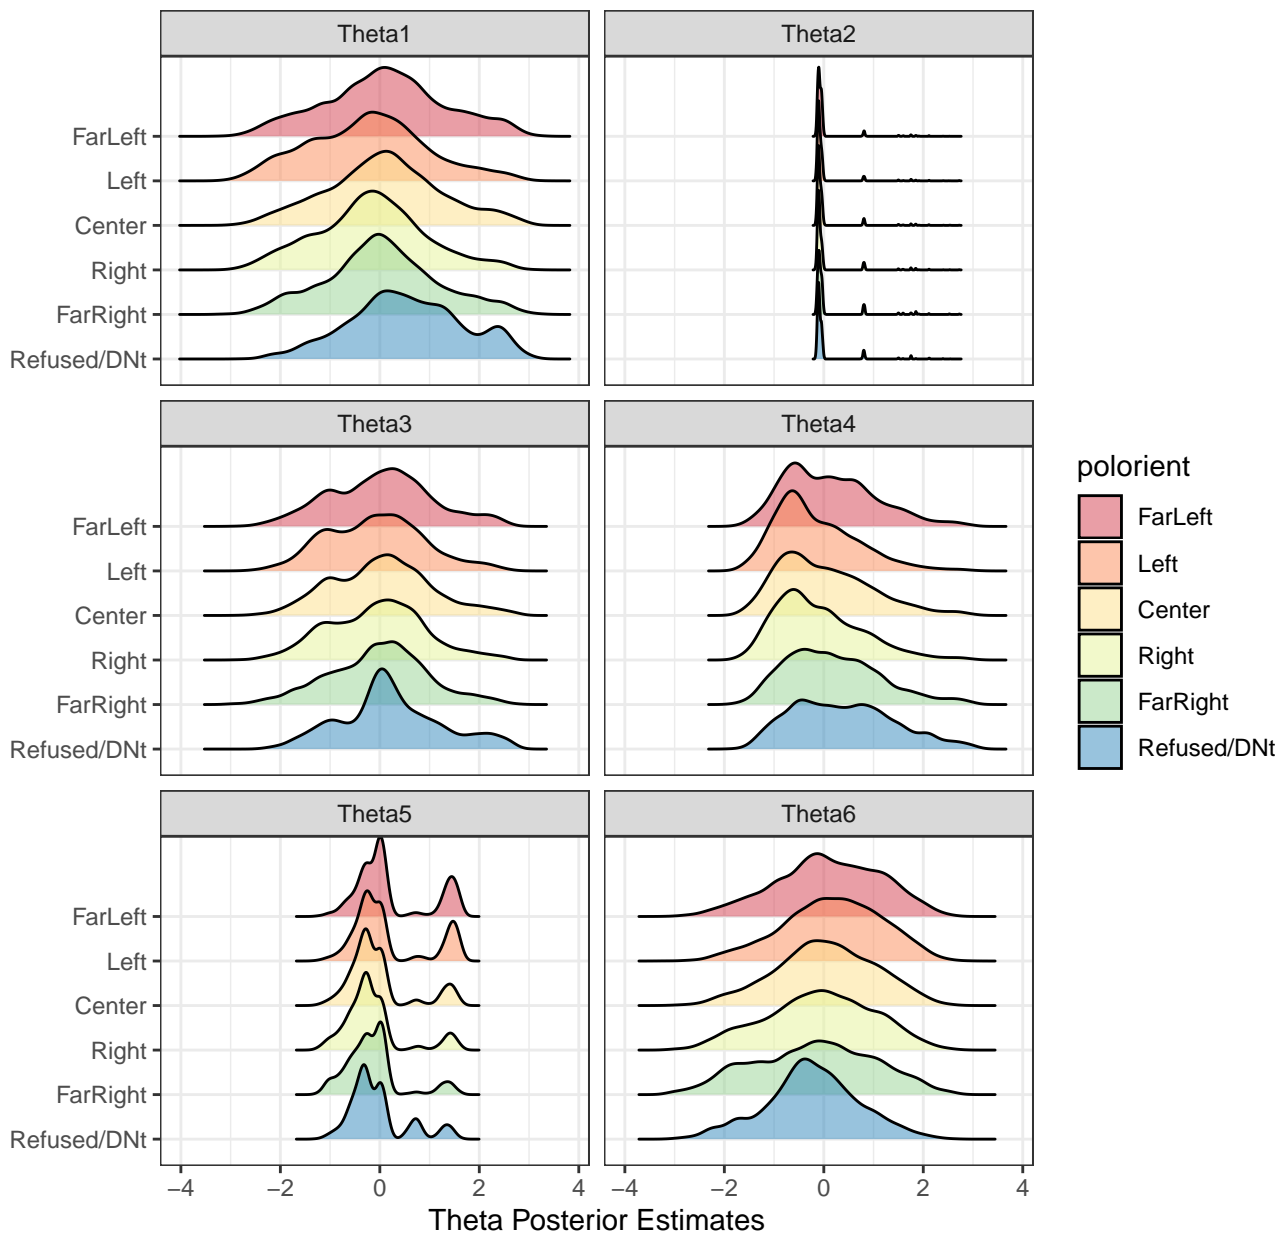 Theta1
Theta2
FarLeft
Left
Center
Right
FarRight
Refused/DNt
Theta3
Theta4
FarLeft
Left
Center
Right
FarRight
Refused/DNt
polorient
FarLeft
Left
Center
Right
FarRight
Refused/DNt
Theta5
Theta6
FarLeft
Left
Center
Right
FarRight
Refused/DNt
−4 −2 0 2 4 −4 −2 0 2 4
Theta Posterior Estimates